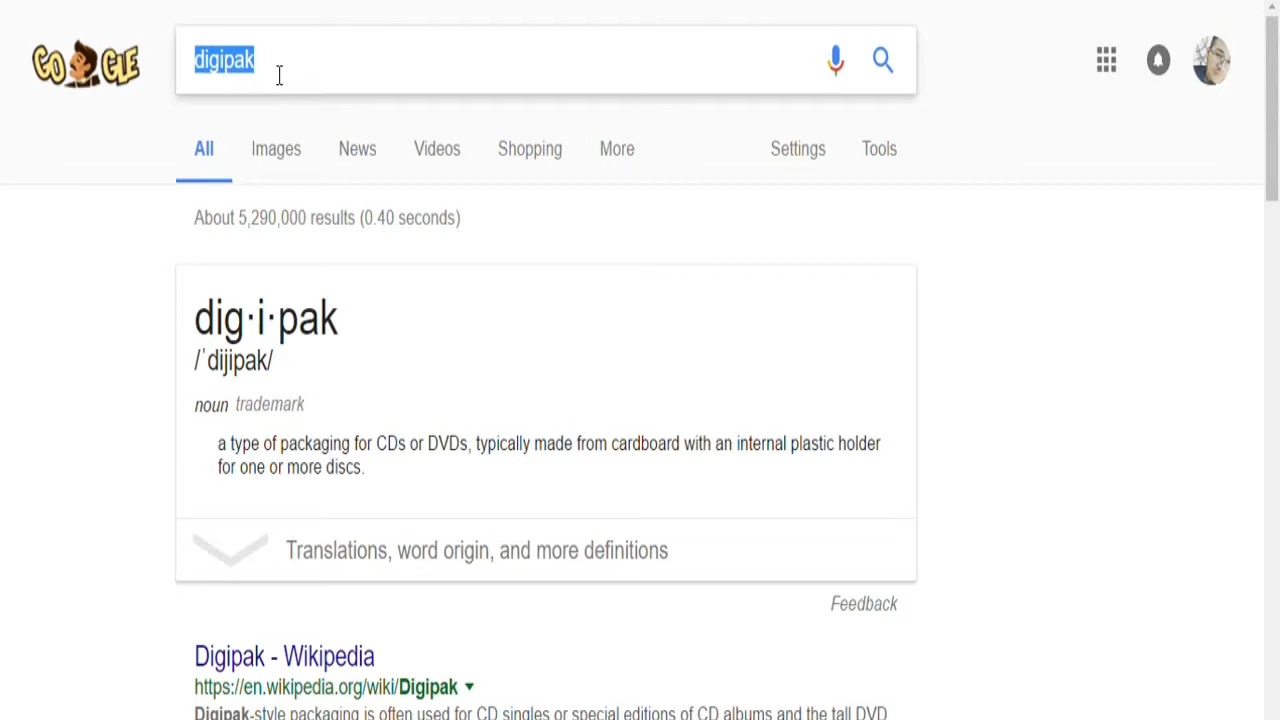 GO GLE
digipak
All Images News Videos Shopping More Settings Tools
About 5,290,000 results (0.40 seconds)
dig·i·pak
/ˈdijipak/
noun trademark
a type of packaging for CDs or DVDs, typically made from cardboard with an internal plastic holder
for one or more discs.
Translations, word origin, and more definitions
Feedback
Digipak - Wikipedia
https://en.wikipedia.org/wiki/Digipak
Digipak-style packaging is often used for CD singles or special editions of CD albums and the tall DVD